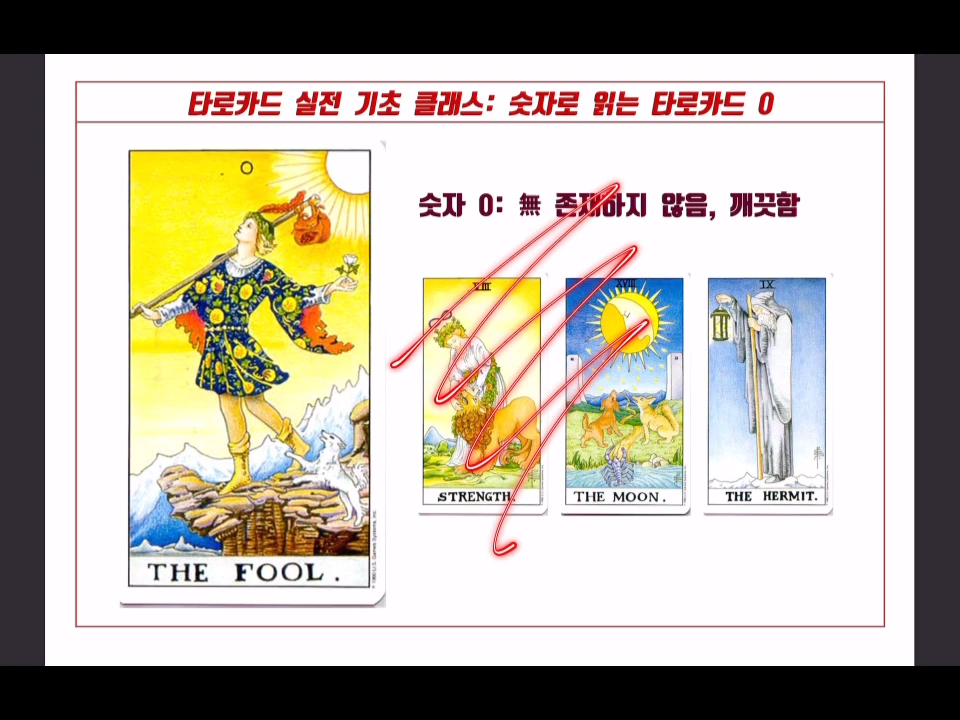 타로카드 실전 기초 클래스: 숫자로 읽는 타로카드 0
0
THE FOOL.
숫자 0: 無 존재하지 않음, 깨끗함
VIII
STRENGTH.
XVIII
THE MOON.
IX
THE HERMIT.